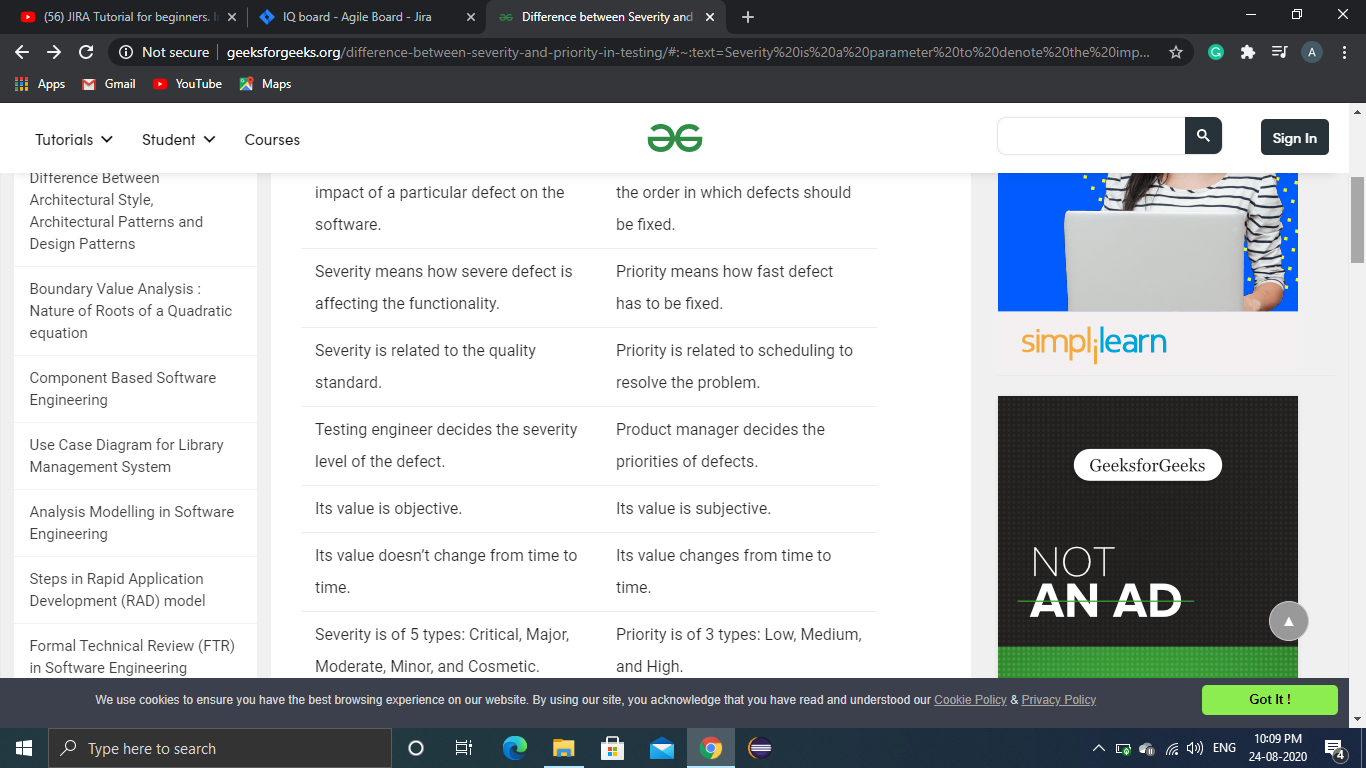 (56) JIRA Tutorial for beginners.
IQ board - Agile Board - Jira
Difference between Severity and
Not secure
geeksforgeeks.org/difference-between-severity-and-priority-in-testing/#:~:text=Severity%20is%20a%20parameter%20to%20denote%20the%20imp...
A
Apps
Gmail
YouTube
Maps
Tutorials
Student
Courses
Sign In
Difference Between
Architectural Style,
Architectural Patterns and
Design Patterns
Boundary Value Analysis :
Nature of Roots of a Quadratic
equation
Component Based Software
Engineering
Use Case Diagram for Library
Management System
Analysis Modelling in Software
Engineering
Steps in Rapid Application
Development (RAD) model
Formal Technical Review (FTR)
in Software Engineering
impact of a particular defect on the
software.
the order in which defects should
be fixed.
Severity means how severe defect is
affecting the functionality.
Priority means how fast defect
has to be fixed.
Severity is related to the quality
standard.
Priority is related to scheduling to
resolve the problem.
Testing engineer decides the severity
level of the defect.
Product manager decides the
priorities of defects.
Its value is objective.
Its value is subjective.
Its value doesn’t change from time to
time.
Its value changes from time to
time.
Severity is of 5 types: Critical, Major,
Moderate, Minor, and Cosmetic.
Priority is of 3 types: Low, Medium,
and High.
simplilearn
GeeksforGeeks
NOT
AN AD
We use cookies to ensure you have the best browsing experience on our website. By using our site, you acknowledge that you have read and understood our Cookie Policy & Privacy Policy
Got It !
Type here to search
ENG
10:09 PM
24-08-2020
4